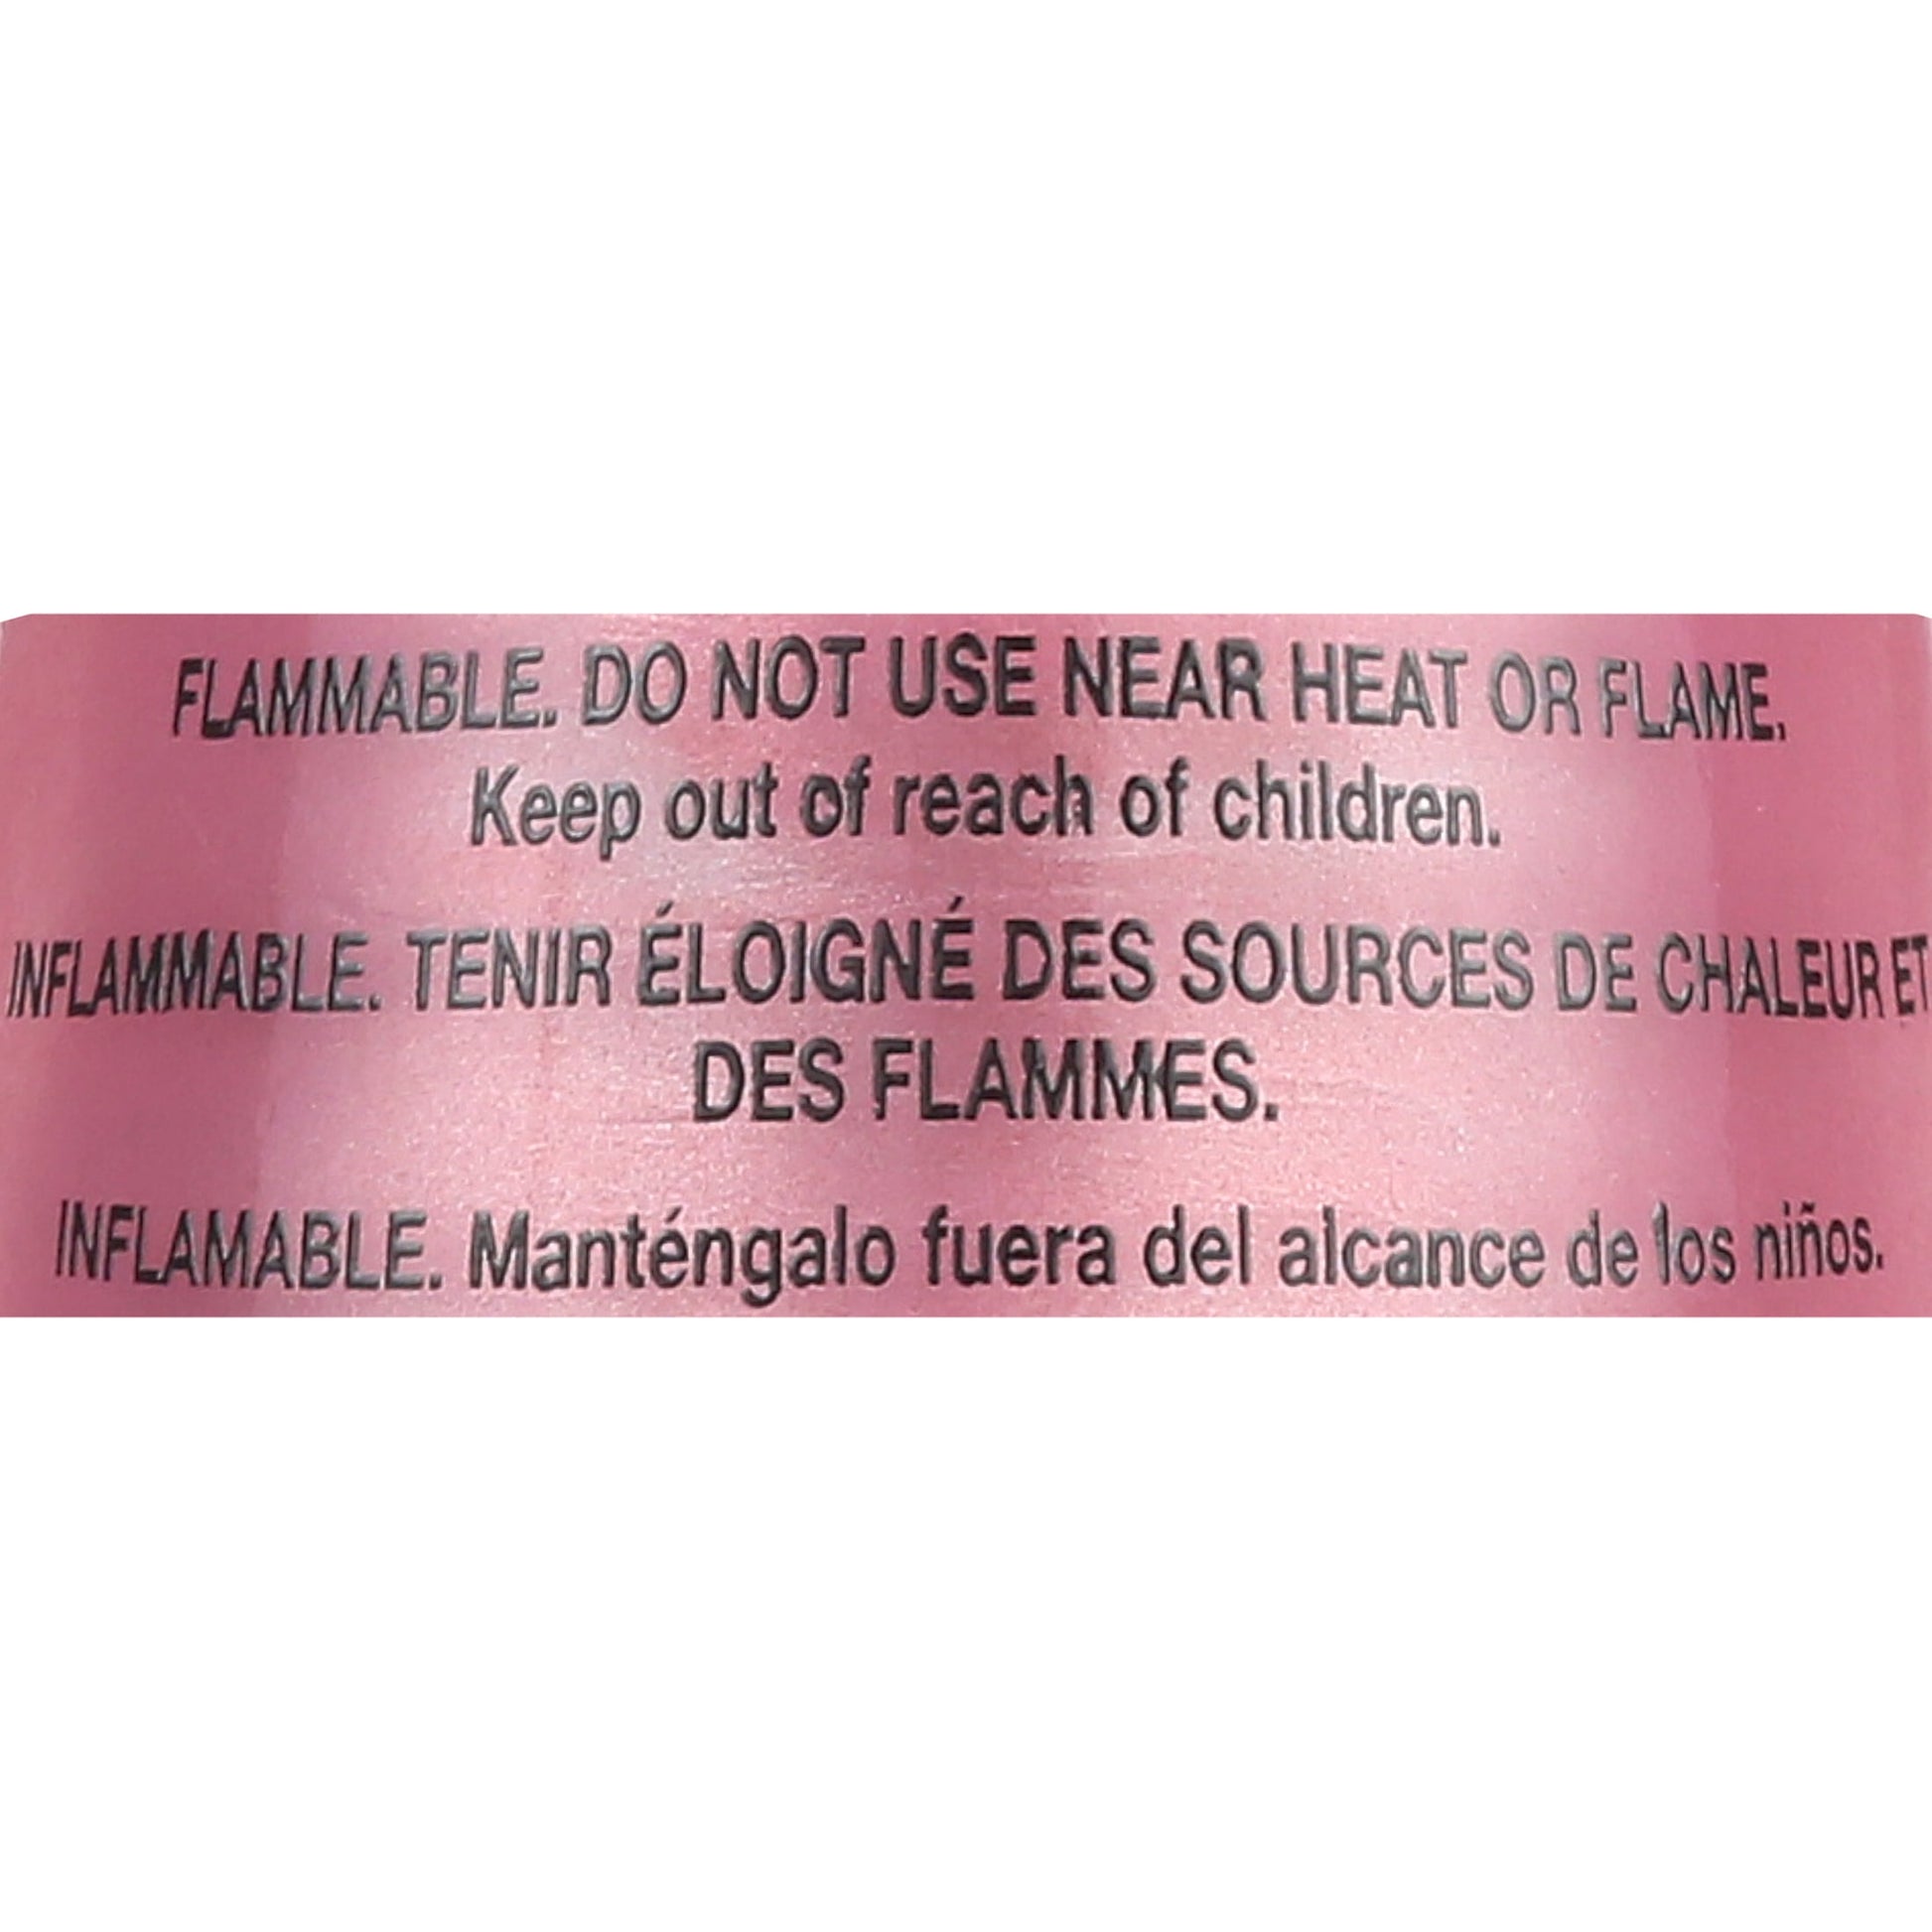 FLAMMABLE. DO NOT USE NEAR HEAT OR FLAME.
Keep out of reach of children.
INFLAMMABLE. TENIR ÉLOIGNÉ DES SOURCES DE CHALEUR ET
DES FLAMMES.
INFLAMABLE. Manténgalo fuera del alcance de los niños.